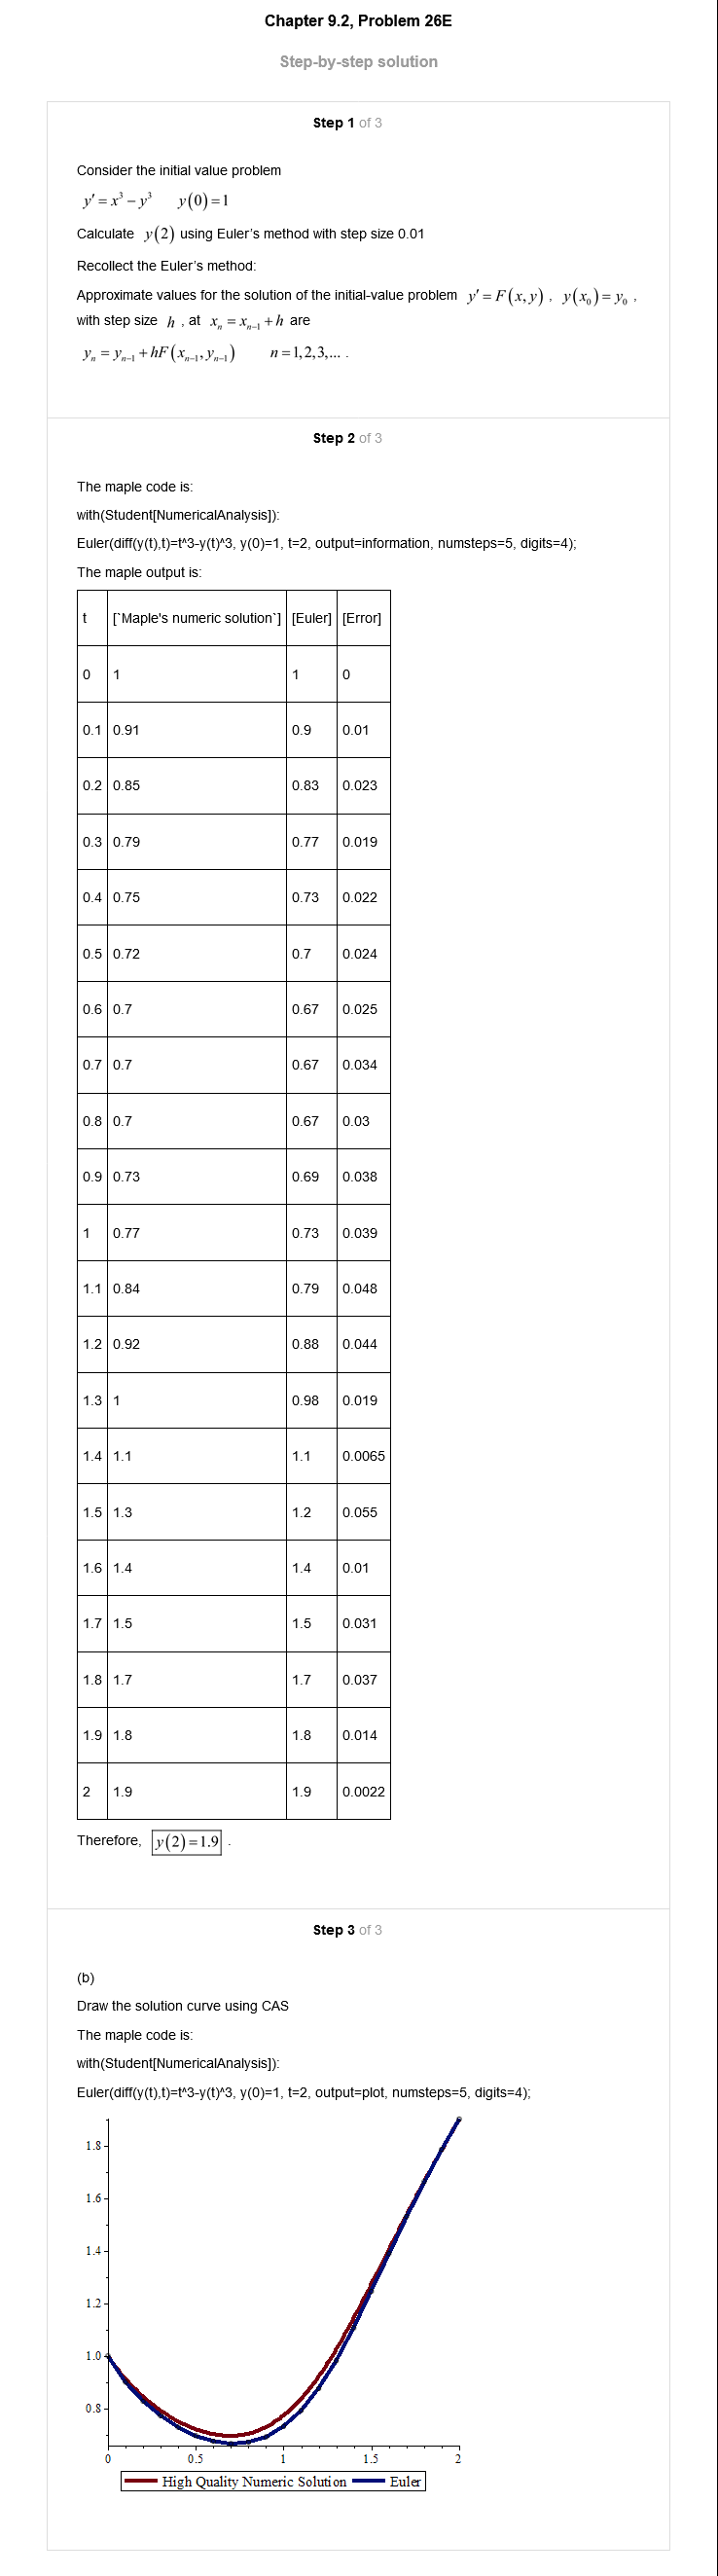 Chapter 9.2, Problem 26E
Step-by-step solution
Step 1 of 3
Consider the initial value problem
y′ = x³ − y³   y(0) = 1
Calculate y(2) using Euler's method with step size 0.01
Recollect the Euler's method:
Approximate values for the solution of the initial-value problem y′ = F(x, y) , y(x₀) = y₀ ,
with step size h , at xₙ = xₙ₋₁ + h are
yₙ = yₙ₋₁ + hF(xₙ₋₁, yₙ₋₁)   n = 1, 2, 3,... .
Step 2 of 3
The maple code is:
with(Student[NumericalAnalysis]):
Euler(diff(y(t),t)=t^3-y(t)^3, y(0)=1, t=2, output=information, numsteps=5, digits=4);
The maple output is:
t [`Maple's numeric solution`] [Euler] [Error]
0 1 1 0
0.1 0.91 0.9 0.01
0.2 0.85 0.83 0.023
0.3 0.79 0.77 0.019
0.4 0.75 0.73 0.022
0.5 0.72 0.7 0.024
0.6 0.7 0.67 0.025
0.7 0.7 0.67 0.034
0.8 0.7 0.67 0.03
0.9 0.73 0.69 0.038
1 0.77 0.73 0.039
1.1 0.84 0.79 0.048
1.2 0.92 0.88 0.044
1.3 1 0.98 0.019
1.4 1.1 1.1 0.0065
1.5 1.3 1.2 0.055
1.6 1.4 1.4 0.01
1.7 1.5 1.5 0.031
1.8 1.7 1.7 0.037
1.9 1.8 1.8 0.014
2 1.9 1.9 0.0022
Therefore, y(2) = 1.9 .
Step 3 of 3
(b)
Draw the solution curve using CAS
The maple code is:
with(Student[NumericalAnalysis]):
Euler(diff(y(t),t)=t^3-y(t)^3, y(0)=1, t=2, output=plot, numsteps=5, digits=4);
1.8
1.6
1.4
1.2
1.0
0.8
0 0.5 1 1.5 2
High Quality Numeric Solution Euler